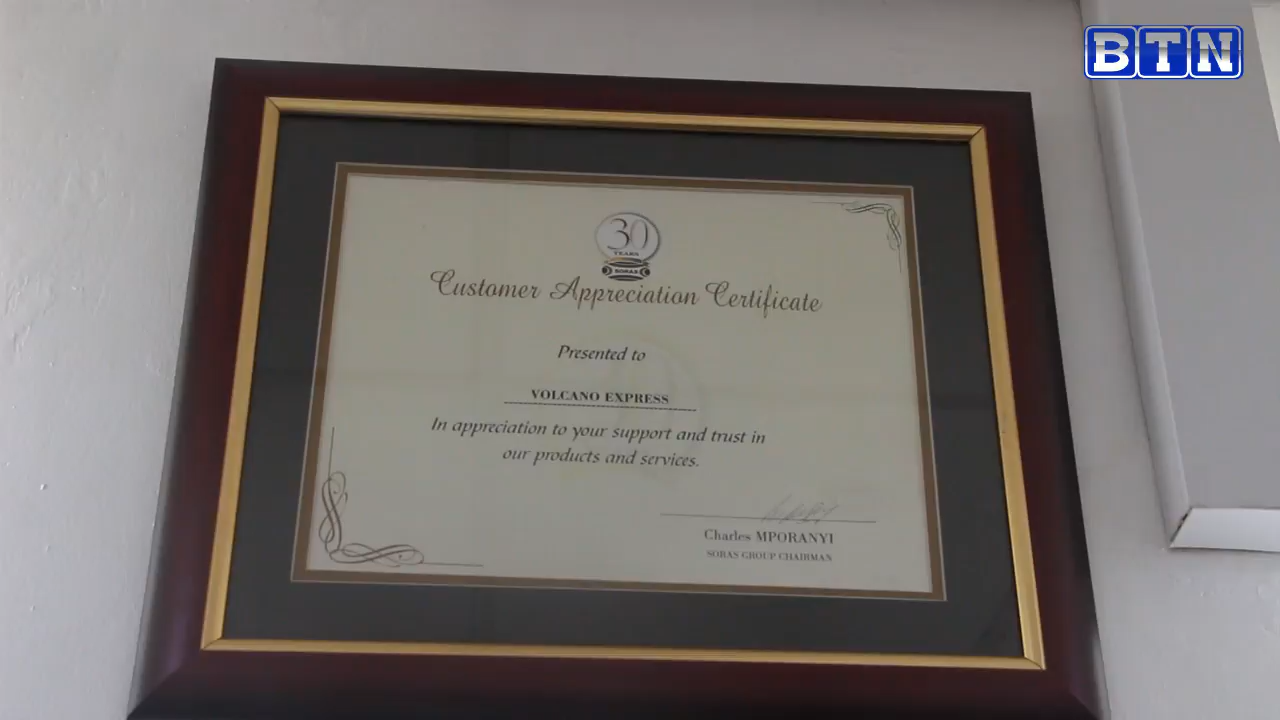 BTN
30
YEARS
SORAS
Customer Appreciation Certificate
Presented to
VOLCANO EXPRESS
In appreciation to your support and trust in
our products and services.
Charles MPORANYI
SORAS GROUP CHAIRMAN